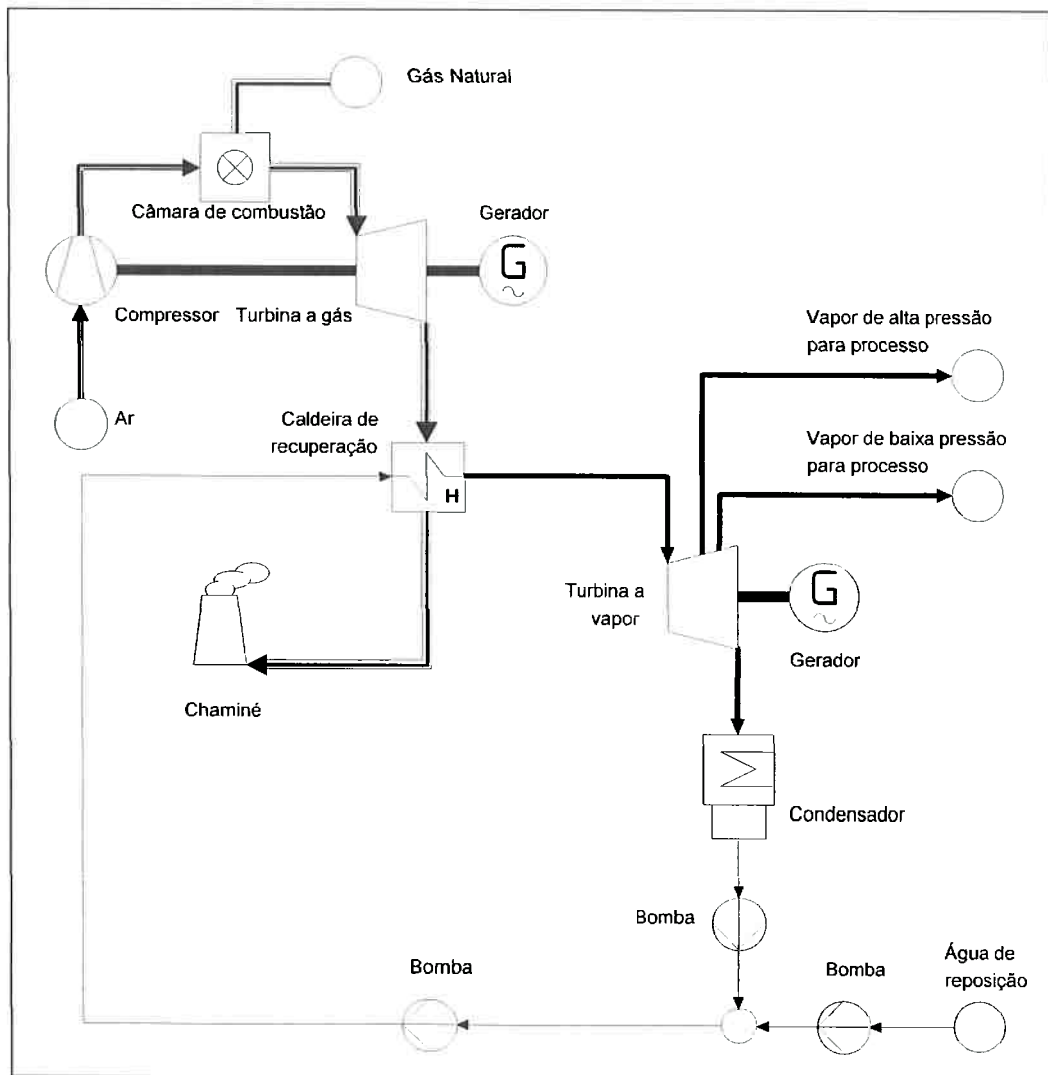 Gás Natural
Câmara de combustão
Gerador
G
Compressor
Turbina a gás
Vapor de alta pressão
para processo
Ar
Caldeira de
recuperação
Vapor de baixa pressão
para processo
H
Turbina a
vapor
G
Gerador
Chaminé
Condensador
Bomba
Bomba
Bomba
Água de
reposição